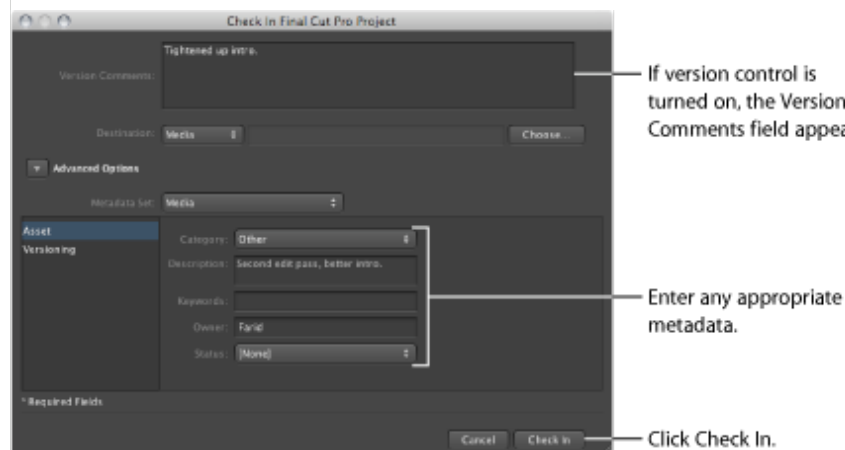 Check In Final Cut Pro Project
Tightened up intro.
Version Comments:
If version control is
turned on, the Version
Comments field appea
Destination: Media Choose...
Advanced Options
Metadata Set: Media
Asset
Versioning
Category: Other
Description: Second edit pass, better intro.
Keywords:
Owner: Farid
Status: [None]
Enter any appropriate
metadata.
* Required Fields
Cancel Check In
Click Check In.